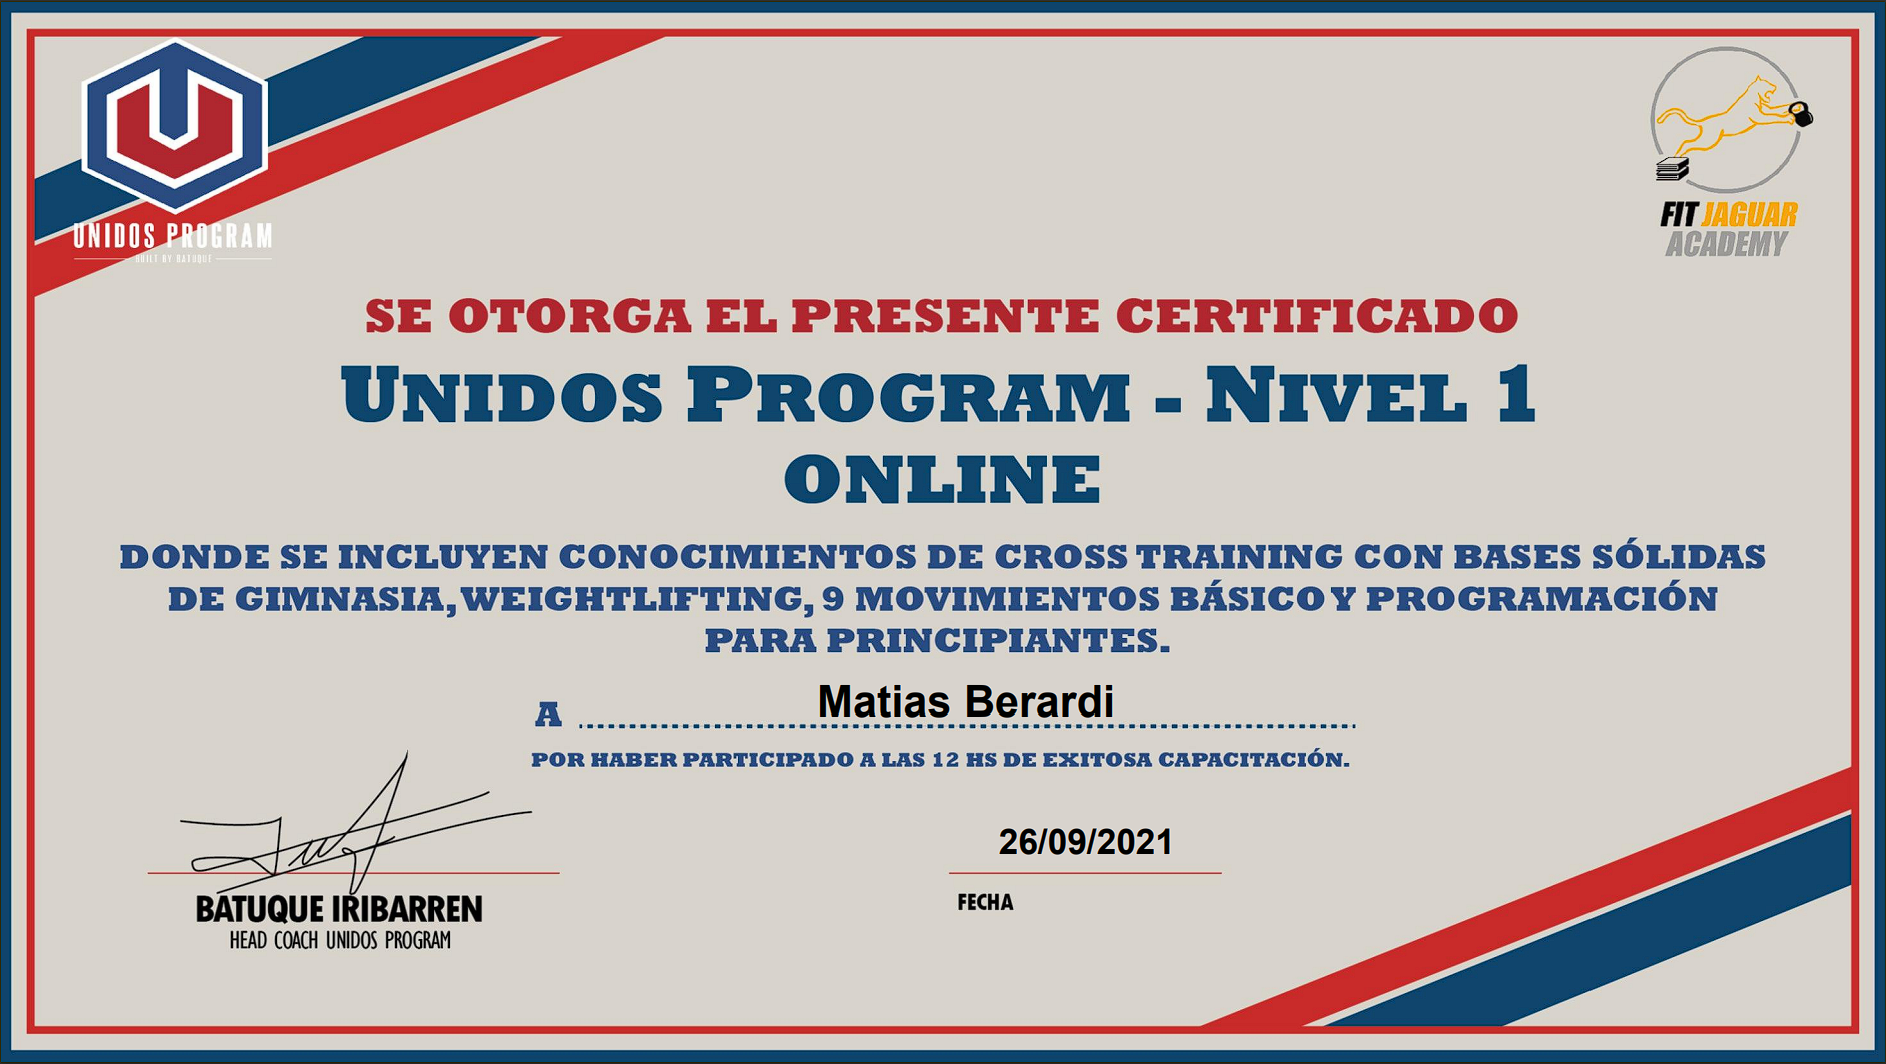 UNIDOS PROGRAM
BUILT BY BATUQUE
FIT JAGUAR
ACADEMY
SE OTORGA EL PRESENTE CERTIFICADO
UNIDOS PROGRAM - NIVEL 1
ONLINE
DONDE SE INCLUYEN CONOCIMIENTOS DE CROSS TRAINING CON BASES SÓLIDAS
DE GIMNASIA, WEIGHTLIFTING, 9 MOVIMIENTOS BÁSICO Y PROGRAMACIÓN
PARA PRINCIPIANTES.
A Matias Berardi
POR HABER PARTICIPADO A LAS 12 HS DE EXITOSA CAPACITACIÓN.
26/09/2021
BATUQUE IRIBARREN
HEAD COACH UNIDOS PROGRAM
FECHA